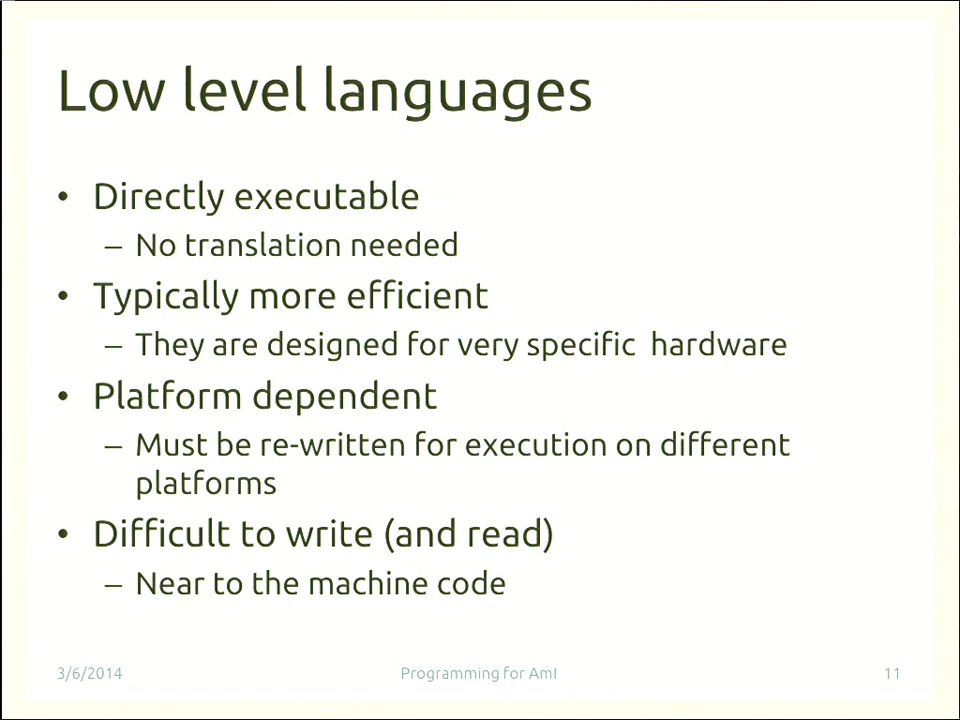 Low level languages
• Directly executable
– No translation needed
• Typically more efficient
– They are designed for very specific  hardware
• Platform dependent
– Must be re-written for execution on different
platforms
• Difficult to write (and read)
– Near to the machine code
3/6/2014 Programming for AmI 11